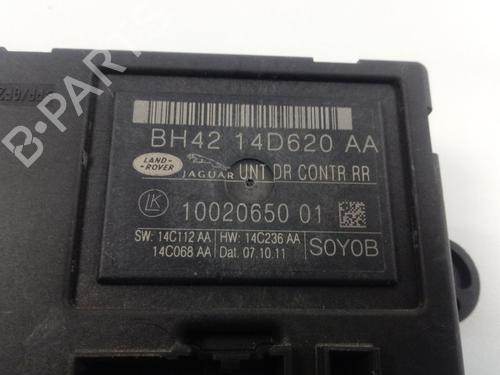 BH42 14D620 AA
LAND-
ROVER
JAGUAR UNT DR CONTR RR
LK 10020650 01
SW: 14C112 AA HW: 14C236 AA
14C068 AA Dat. 07.10.11
SOYOB
B-PARTS